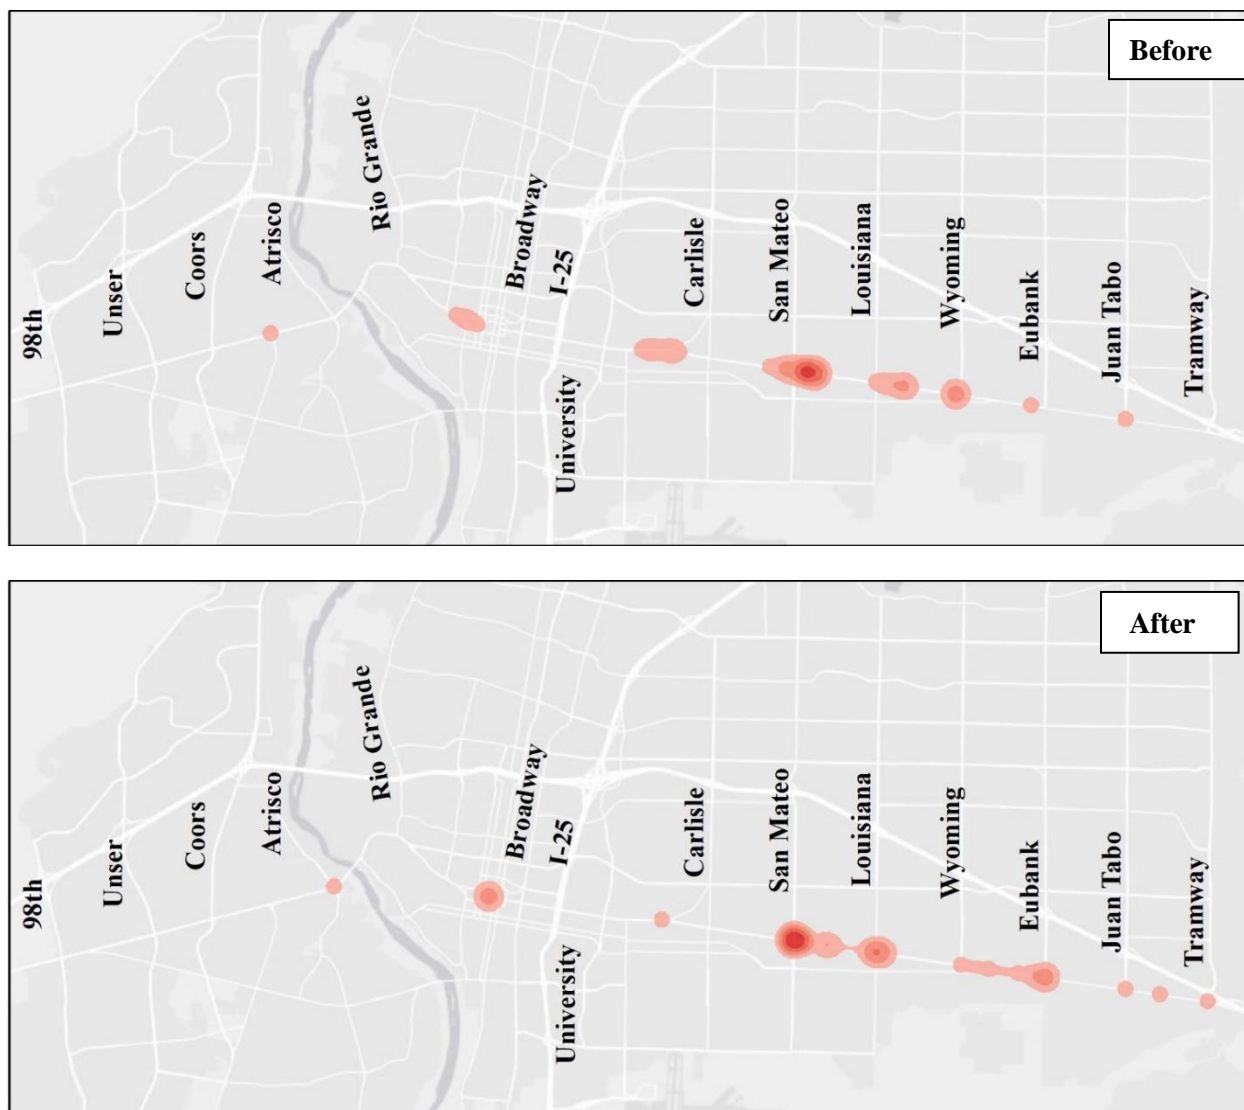 Before
98th
Unser
Coors
Atrisco
Rio Grande
Broadway
I-25
University
Carlisle
San Mateo
Louisiana
Wyoming
Eubank
Juan Tabo
Tramway
After
98th
Unser
Coors
Atrisco
Rio Grande
Broadway
I-25
University
Carlisle
San Mateo
Louisiana
Wyoming
Eubank
Juan Tabo
Tramway